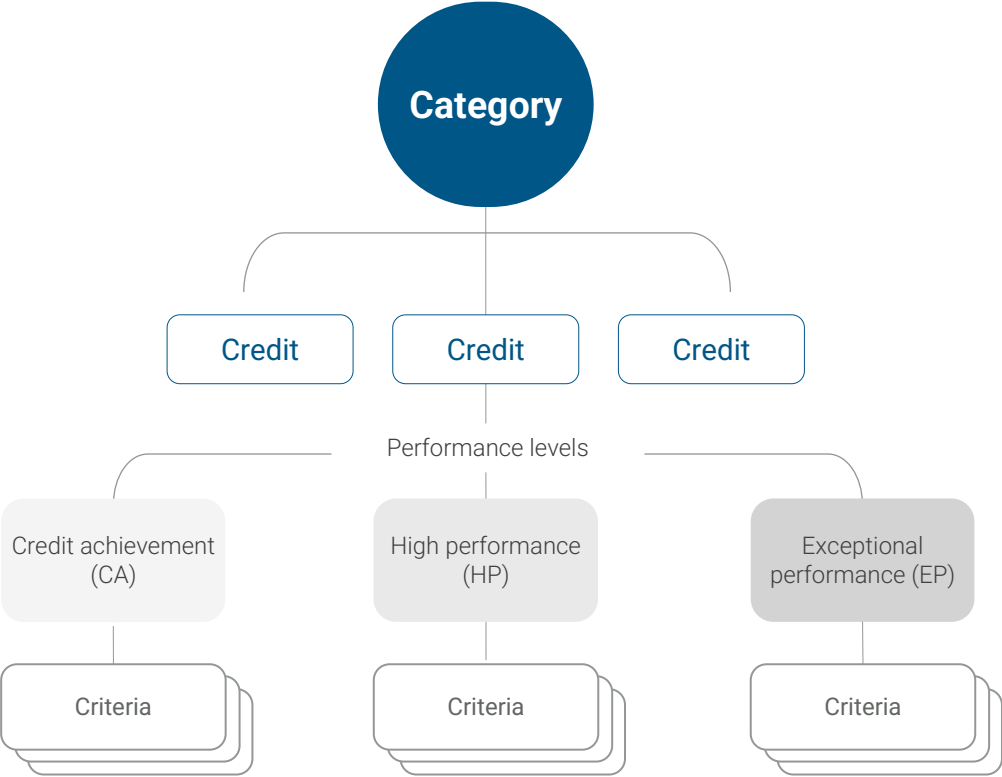 Category
Credit
Credit
Credit
Performance levels
Credit achievement
(CA)
High performance
(HP)
Exceptional
performance (EP)
Criteria
Criteria
Criteria